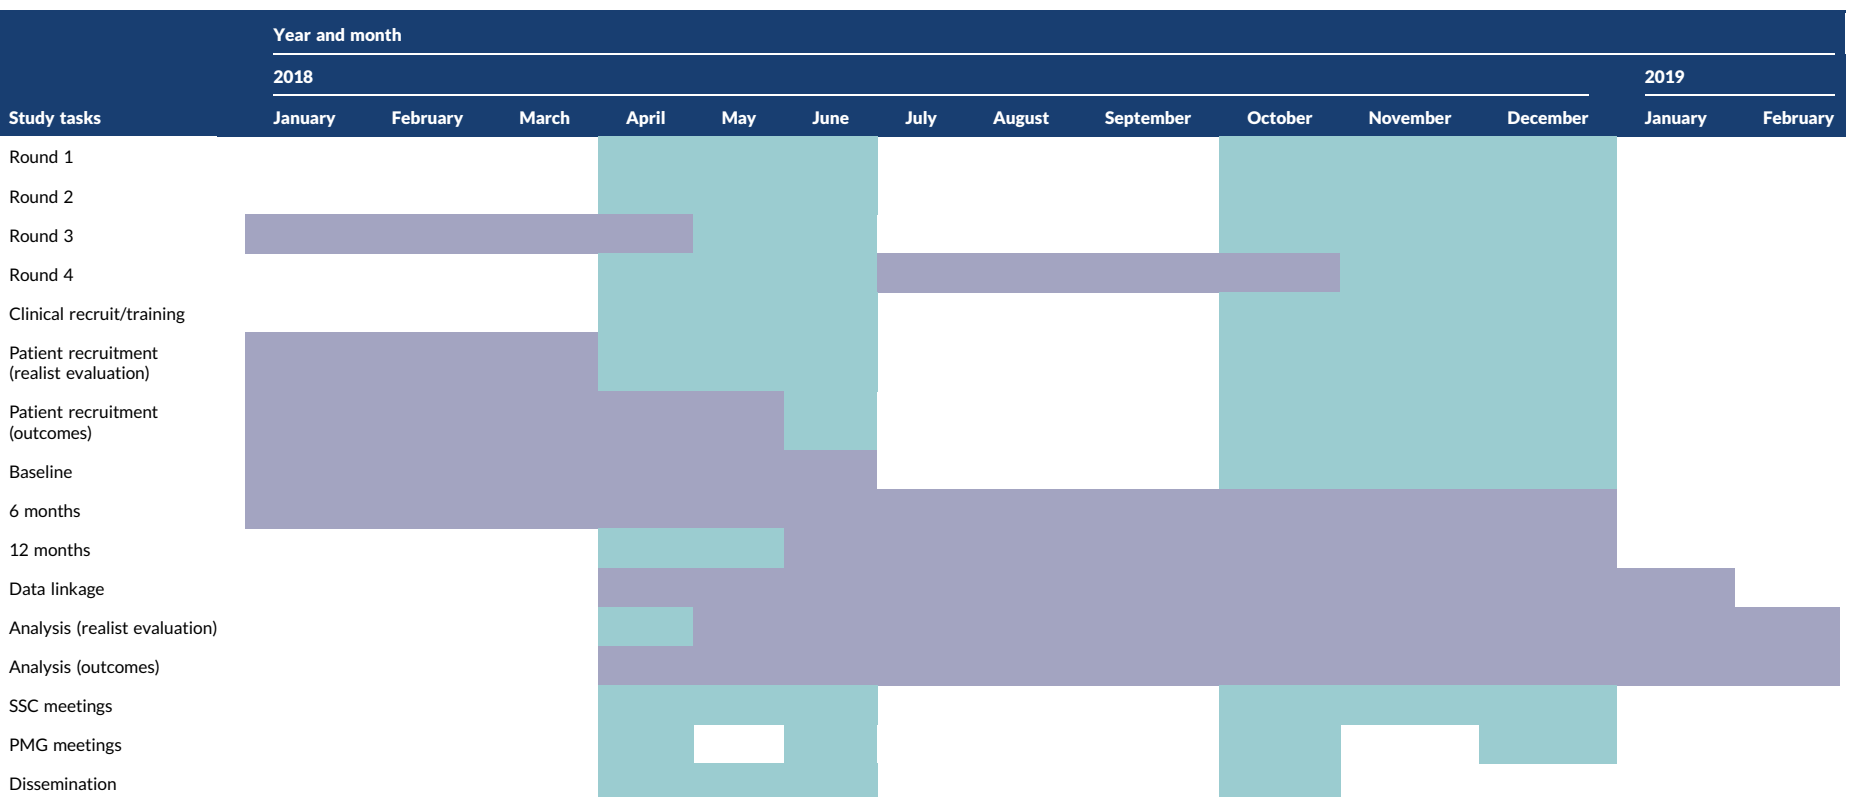 Year and month
2018 2019
Study tasks January February March April May June July August September October November December January February
Round 1
Round 2
Round 3
Round 4
Clinical recruit/training
Patient recruitment
(realist evaluation)
Patient recruitment
(outcomes)
Baseline
6 months
12 months
Data linkage
Analysis (realist evaluation)
Analysis (outcomes)
SSC meetings
PMG meetings
Dissemination